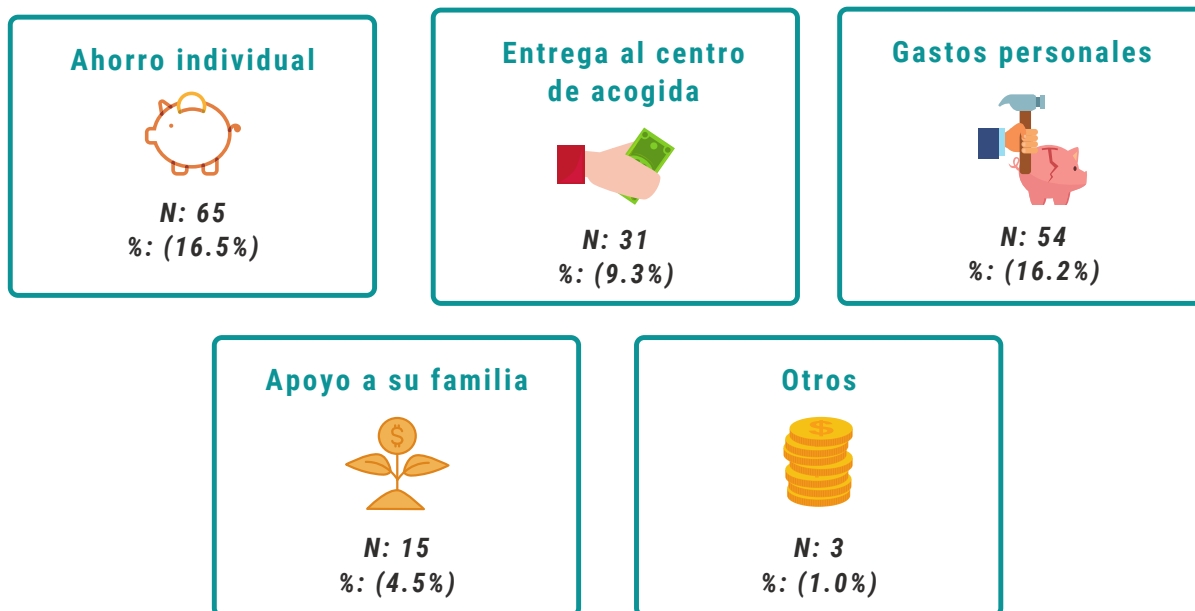 Ahorro individual
N: 65
%: (16.5%)
Entrega al centro
de acogida
N: 31
%: (9.3%)
Gastos personales
N: 54
%: (16.2%)
Apoyo a su familia
$
N: 15
%: (4.5%)
Otros
$
N: 3
%: (1.0%)